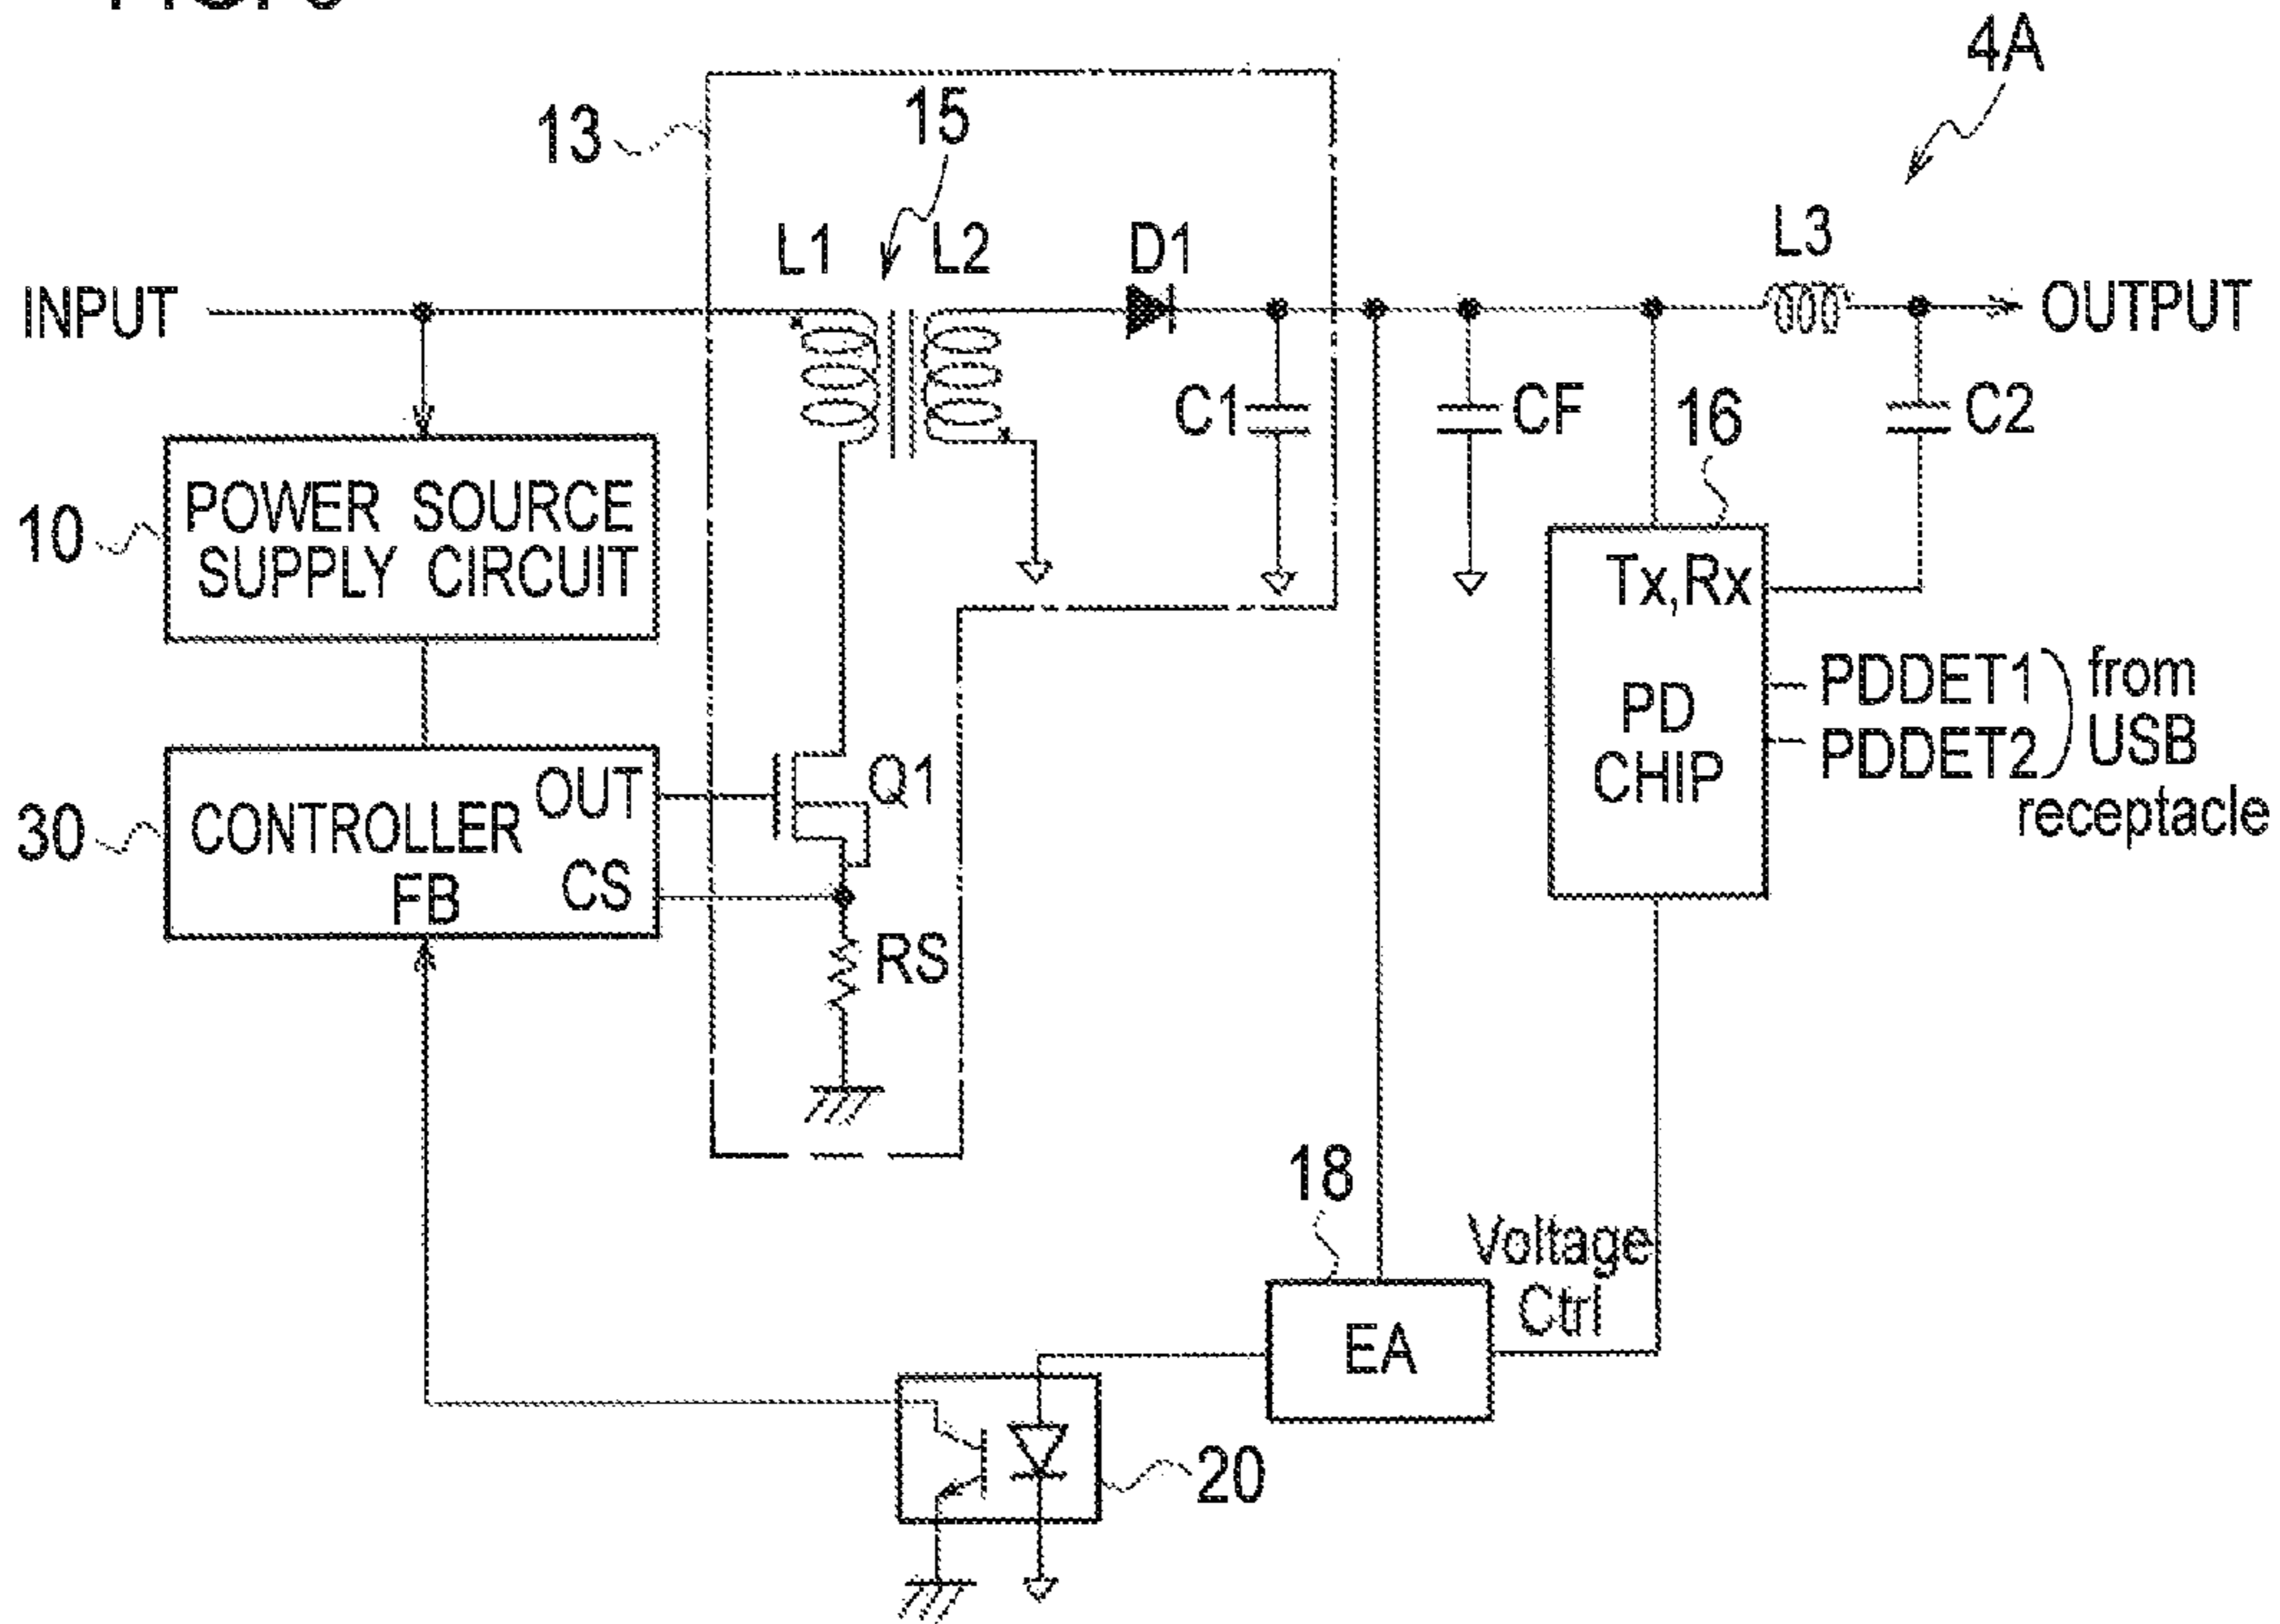 4A
13
15
L1
L2
D1
L3
INPUT
OUTPUT
C1
CF
16
C2
10
POWER SOURCE
SUPPLY CIRCUIT
Tx,Rx
PD
CHIP
PDDET1
PDDET2
from
USB
receptacle
30
CONTROLLER
OUT
CS
FB
Q1
RS
18
Voltage
Ctrl
EA
20